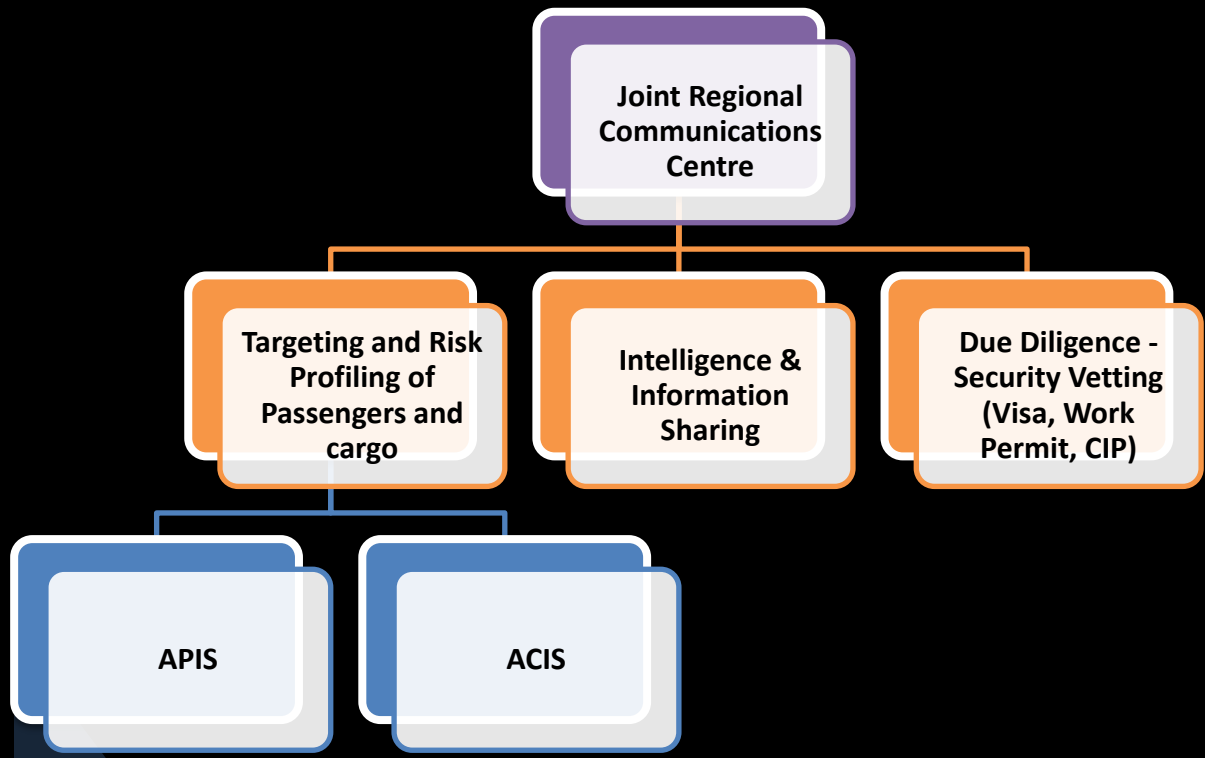 Joint Regional
Communications
Centre
Targeting and Risk
Profiling of
Passengers and
cargo
Intelligence &
Information
Sharing
Due Diligence -
Security Vetting
(Visa, Work
Permit, CIP)
APIS
ACIS